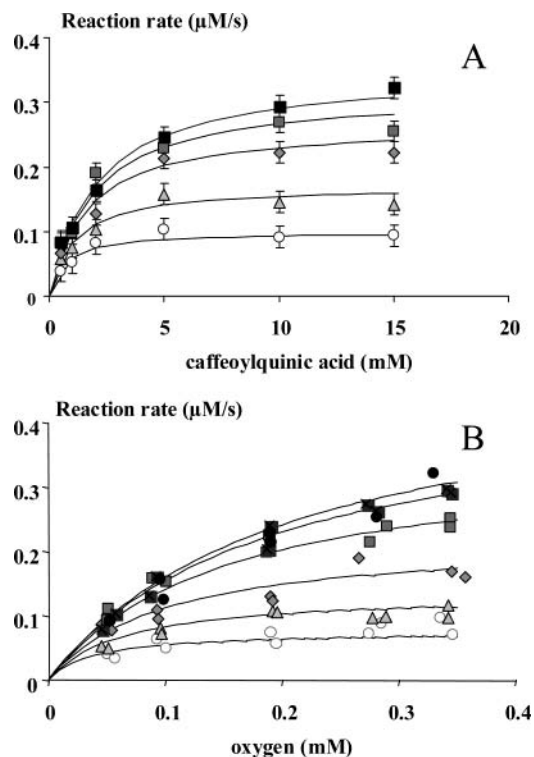 Reaction rate (µM/s)
0.4
A
0.3
0.2
0.1
0
0 5 10 15 20
caffeoylquinic acid (mM)
Reaction rate (µM/s)
0.4
B
0.3
0.2
0.1
0
0 0.1 0.2 0.3 0.4
oxygen (mM)